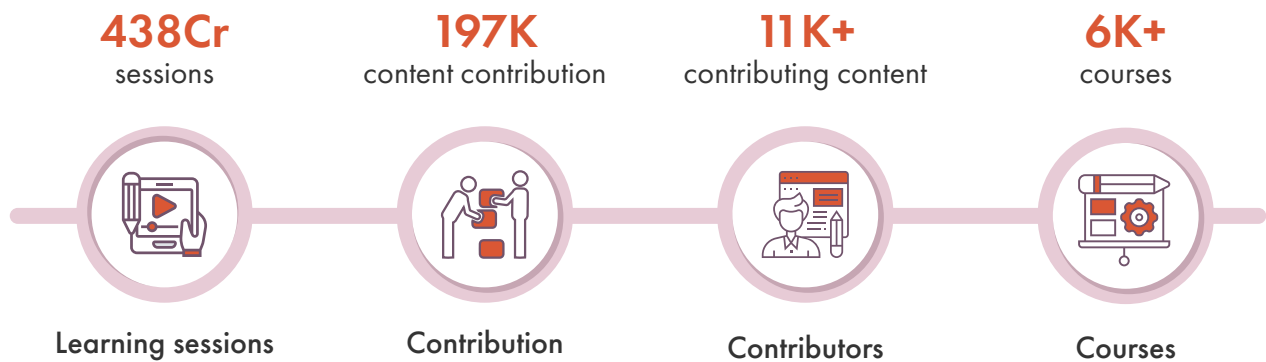 438Cr
sessions
197K
content contribution
11K+
contributing content
6K+
courses
Learning sessions
Contribution
Contributors
Courses